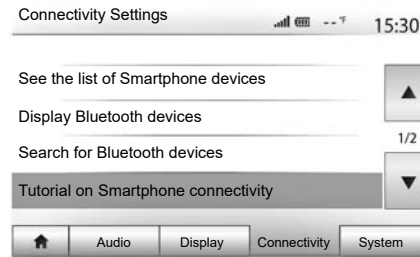 Connectivity Settings
-- °F 15:30
See the list of Smartphone devices
Display Bluetooth devices
Search for Bluetooth devices
1/2
Tutorial on Smartphone connectivity
Audio Display Connectivity System